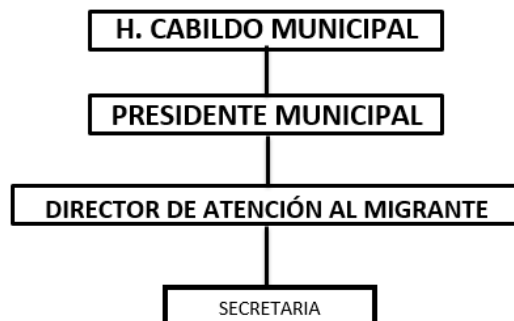 H. CABILDO MUNICIPAL
PRESIDENTE MUNICIPAL
DIRECTOR DE ATENCIÓN AL MIGRANTE
SECRETARIA